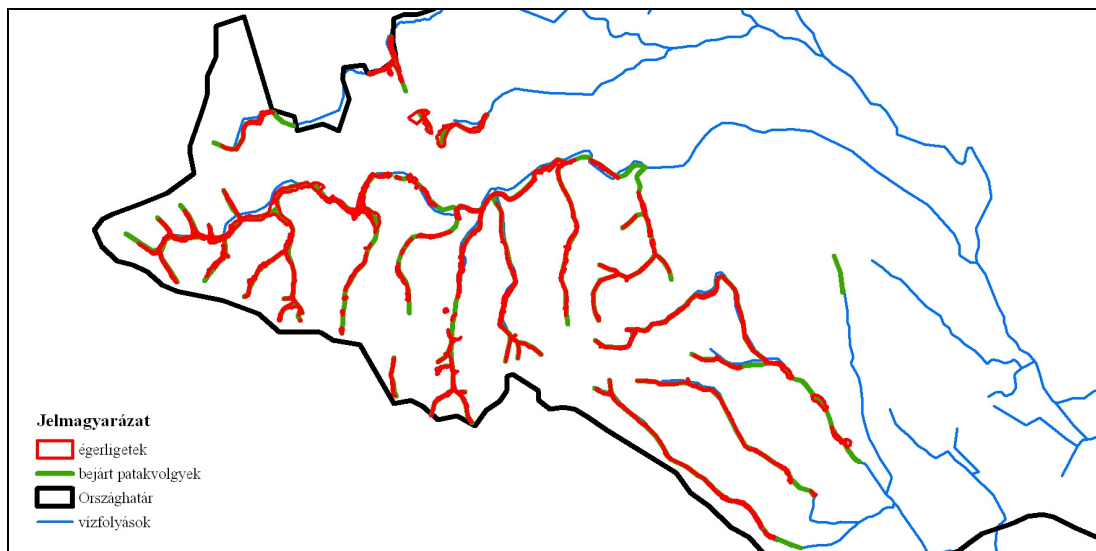 Jelmagyarázat
égerligetek
bejárt patakvolgyek
Országhatár
vízfolyások